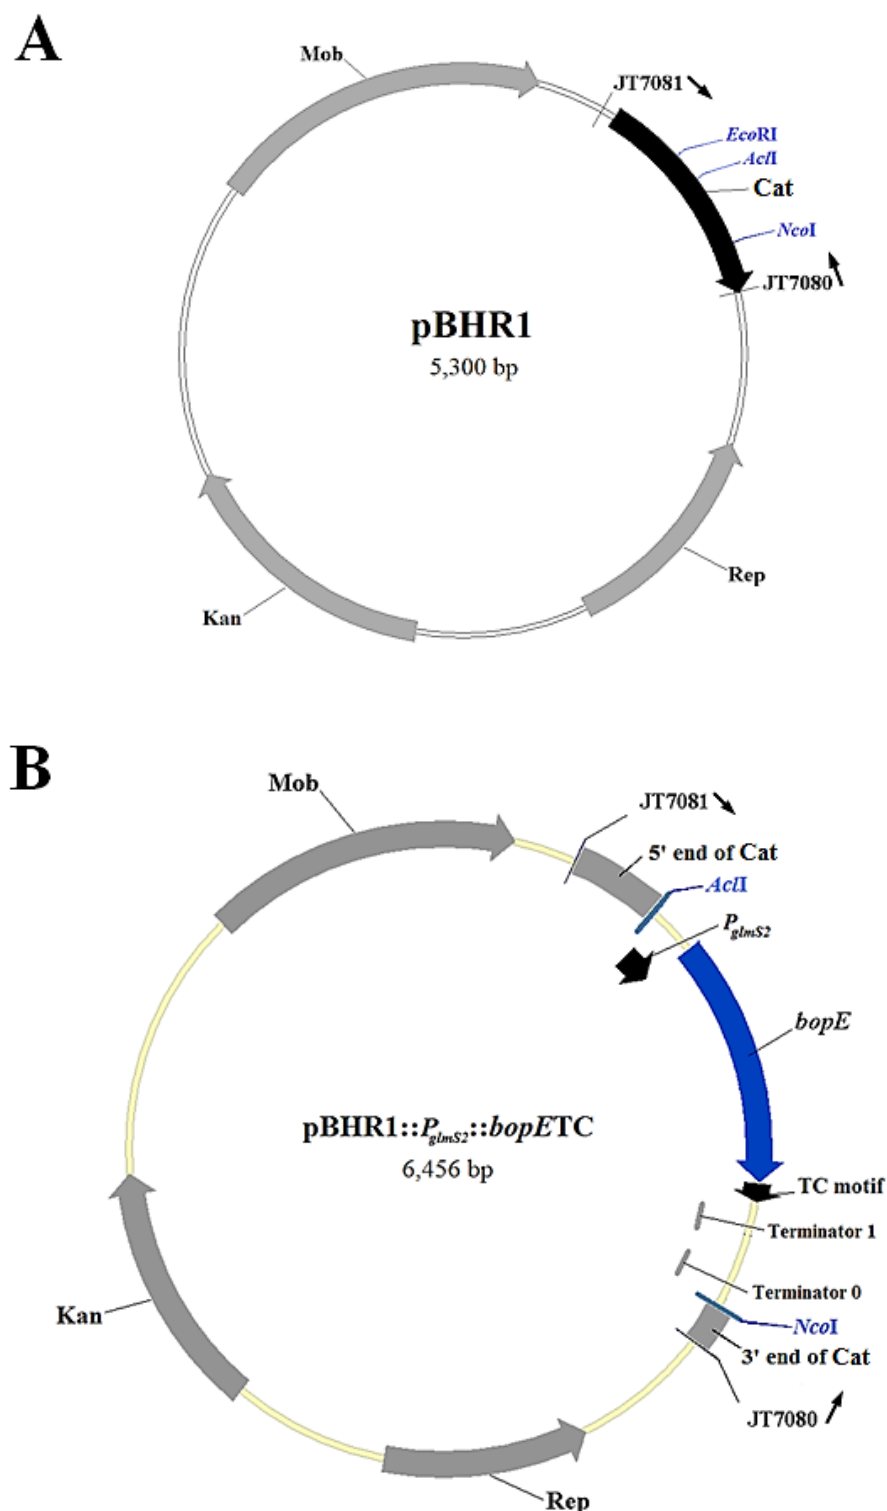 A
Mob
JT7081
EcoRI
AclI
Cat
NcoI
JT7080
pBHR1
5,300 bp
Rep
Kan
B
Mob
JT7081
5' end of Cat
AclI
PglmS2
bopE
pBHR1::PglmS2::bopETC
6,456 bp
TC motif
Terminator 1
Terminator 0
NcoI
3' end of Cat
JT7080
Kan
Rep